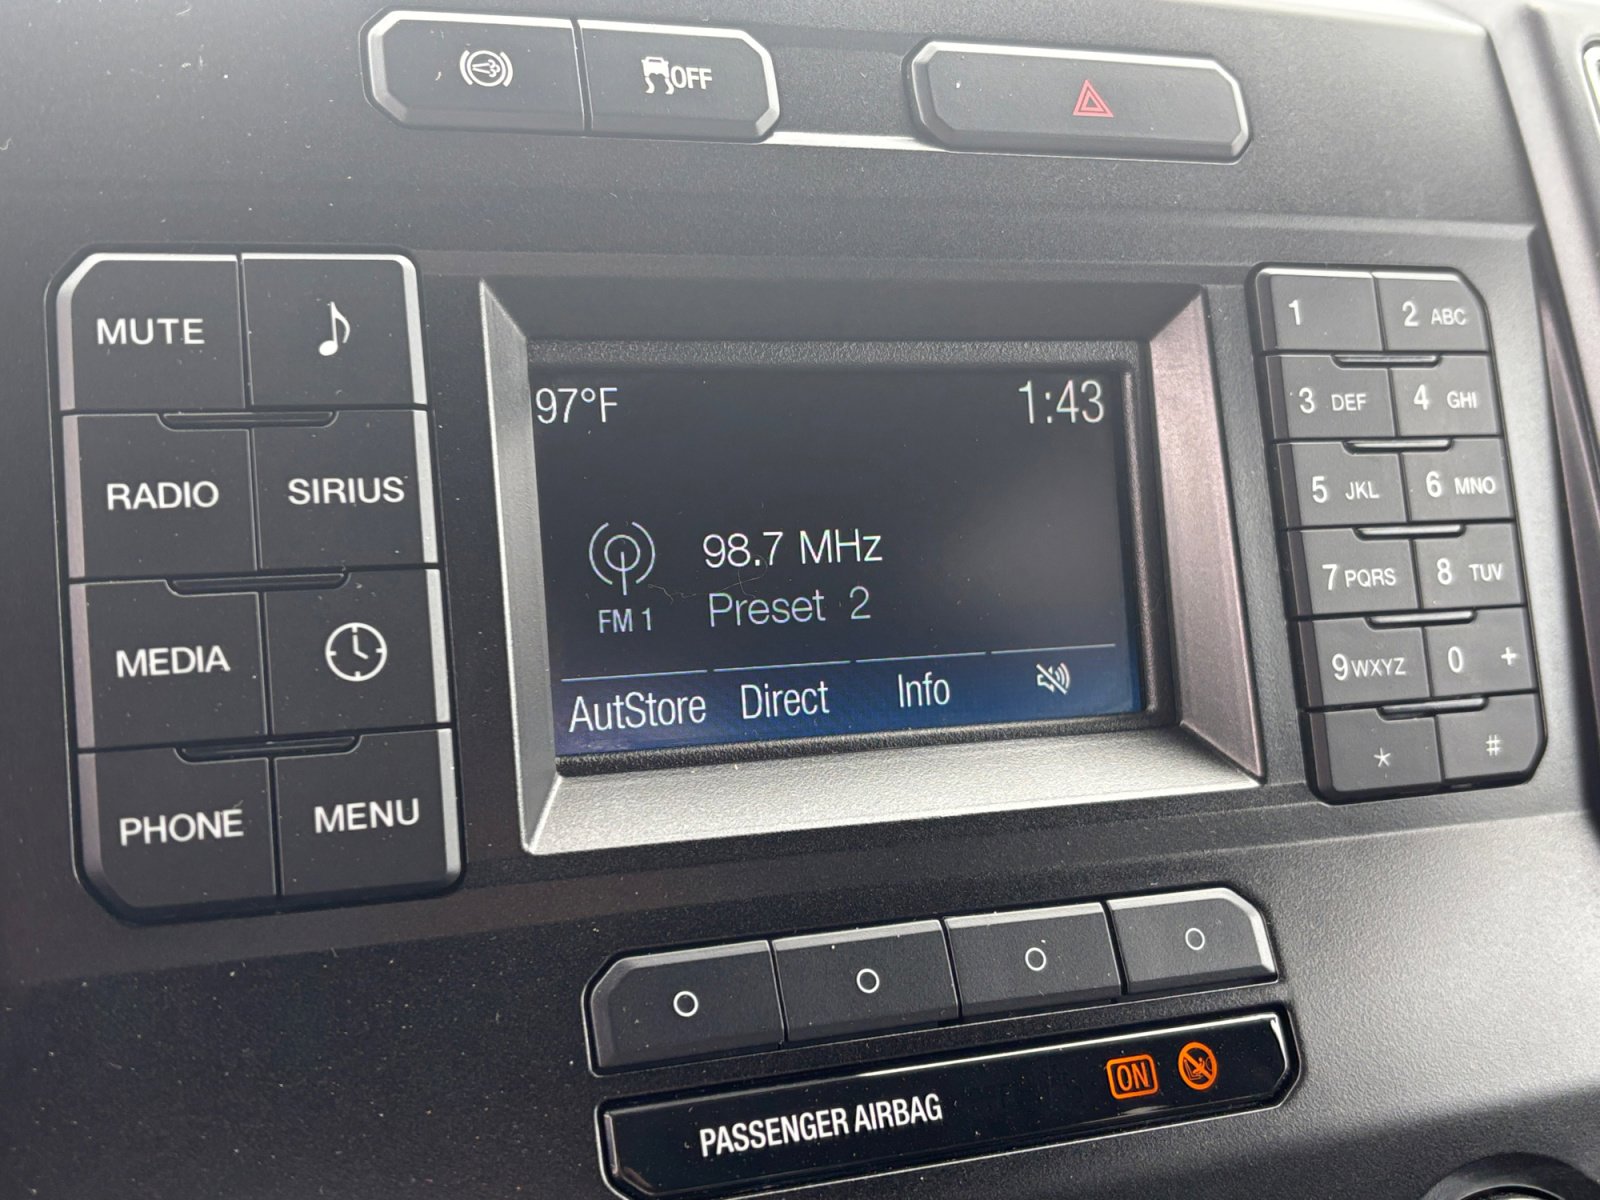 OFF
MUTE
RADIO SIRIUS
MEDIA
PHONE MENU
97°F 1:43
98.7 MHz
FM 1 Preset 2
AutStore Direct Info
1 2 ABC
3 DEF 4 GHI
5 JKL 6 MNO
7 PQRS 8 TUV
9 WXYZ 0 +
* #
PASSENGER AIRBAG ON